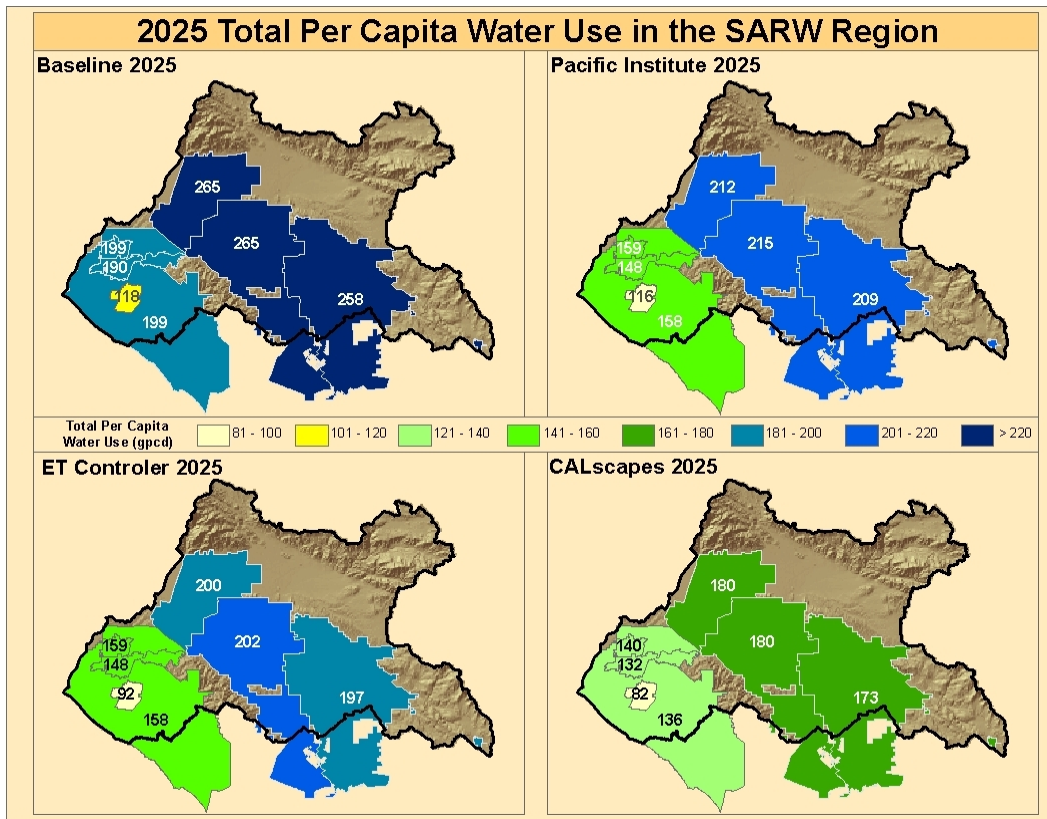 2025 Total Per Capita Water Use in the SARW Region
Baseline 2025
Pacific Institute 2025
265
265
199
190
118
199
258
212
215
159
148
116
158
209
Total Per Capita
Water Use (gpcd)
81 - 100
101 - 120
121 - 140
141 - 160
161 - 180
181 - 200
201 - 220
> 220
ET Controler 2025
CALscapes 2025
200
202
159
148
92
158
197
180
180
140
132
82
136
173